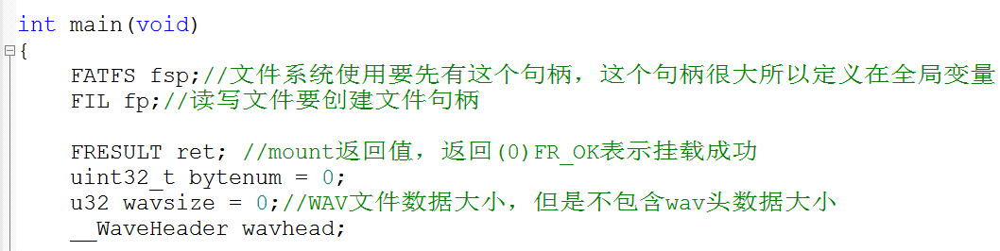 int main(void)
{
FATFS fsp;//文件系统使用要先有这个句柄，这个句柄很大所以定义在全局变量
FIL fp;//读写文件要创建文件句柄
FRESULT ret; //mount返回值，返回(0)FR_OK表示挂载成功
uint32_t bytenum = 0;
u32 wavsize = 0;//WAV文件数据大小，但是不包含wav头数据大小
__WaveHeader wavhead;